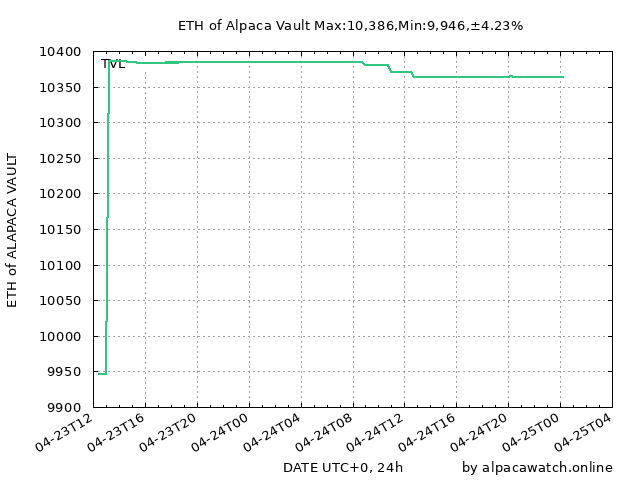 ETH of Alpaca Vault Max:10,386,Min:9,946,±4.23%
TVL
10400
10350
10300
10250
10200
10150
10100
10050
10000
9950
9900
ETH of ALAPACA VAULT
04-23T12
04-23T16
04-23T20
04-24T00
04-24T04
04-24T08
04-24T12
04-24T16
04-24T20
04-25T00
04-25T04
DATE UTC+0, 24h
by alpacawatch.online